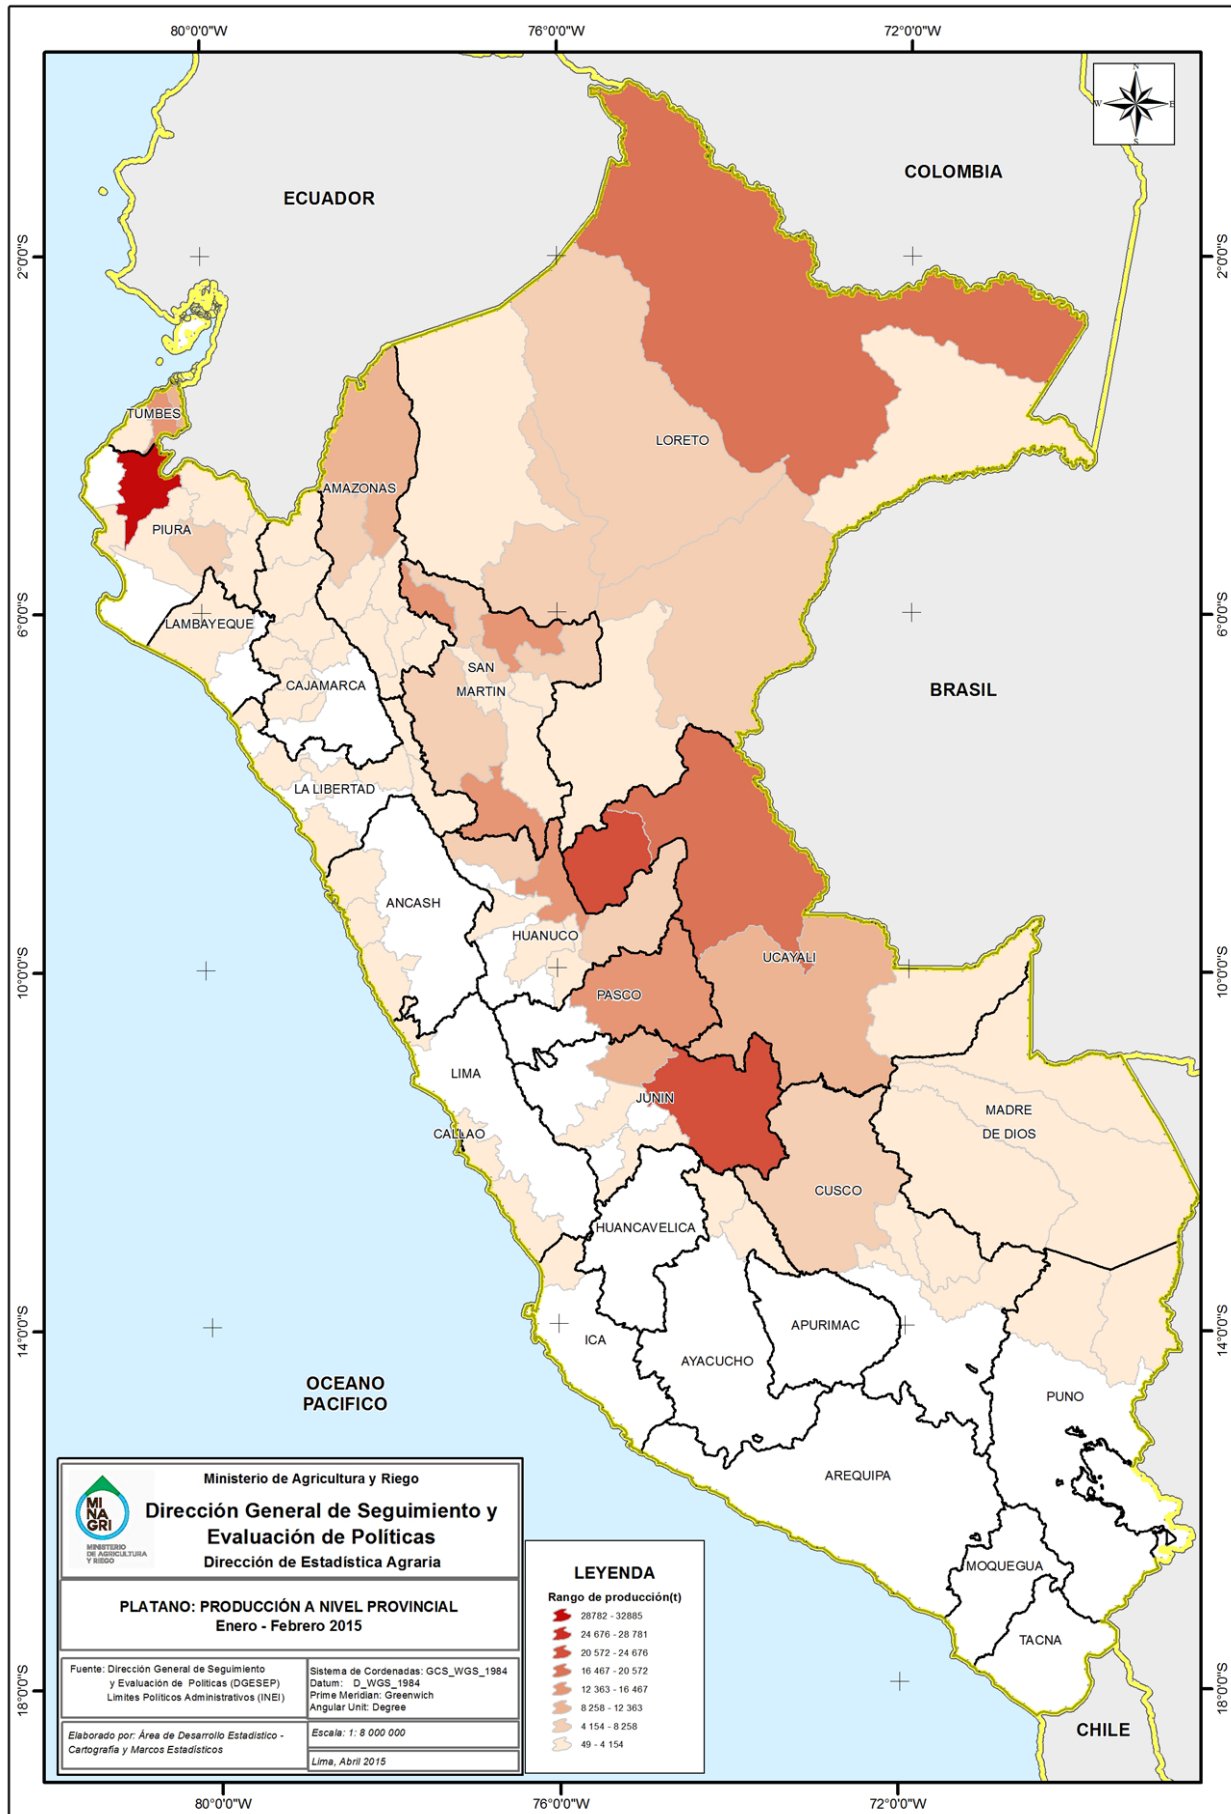 80°0'0"W
76°0'0"W
72°0'0"W
N
W
E
S
COLOMBIA
ECUADOR
2°0'0"S
2°0'0"S
TUMBES
LORETO
AMAZONAS
PIURA
6°0'0"S
LAMBAYEQUE
6°0'0"S
SAN
MARTIN
CAJAMARCA
BRASIL
LA LIBERTAD
ANCASH
HUANUCO
UCAYALI
10°0'0"S
PASCO
10°0'0"S
LIMA
JUNIN
MADRE
DE DIOS
CALLAO
CUSCO
HUANCAVELICA
14°0'0"S
ICA
APURIMAC
14°0'0"S
AYACUCHO
OCEANO
PACIFICO
PUNO
AREQUIPA
MOQUEGUA
TACNA
18°0'0"S
18°0'0"S
CHILE
MI
NA
GRI
MINISTERIO
DE AGRICULTURA
Y RIEGO
Ministerio de Agricultura y Riego
Dirección General de Seguimiento y
Evaluación de Políticas
Dirección de Estadística Agraria
PLATANO: PRODUCCIÓN A NIVEL PROVINCIAL
Enero - Febrero 2015
Fuente: Dirección General de Seguimiento
y Evaluación de Politicas (DGESEP)
Limites Políticos Administrativos (INEI)
Sistema de Cordenadas: GCS_WGS_1984
Datum: D_WGS_1984
Prime Meridian: Greenwich
Angular Unit: Degree
Elaborado por: Área de Desarrollo Estadístico -
Cartografía y Marcos Estadísticos
Escala: 1: 8 000 000
Lima, Abril 2015
LEYENDA
Rango de producción(t)
28782 - 32885
24 676 - 28 781
20 572 - 24 676
16 467 - 20 572
12 363 - 16 467
8 258 - 12 363
4 154 - 8 258
49 - 4 154
80°0'0"W
76°0'0"W
72°0'0"W